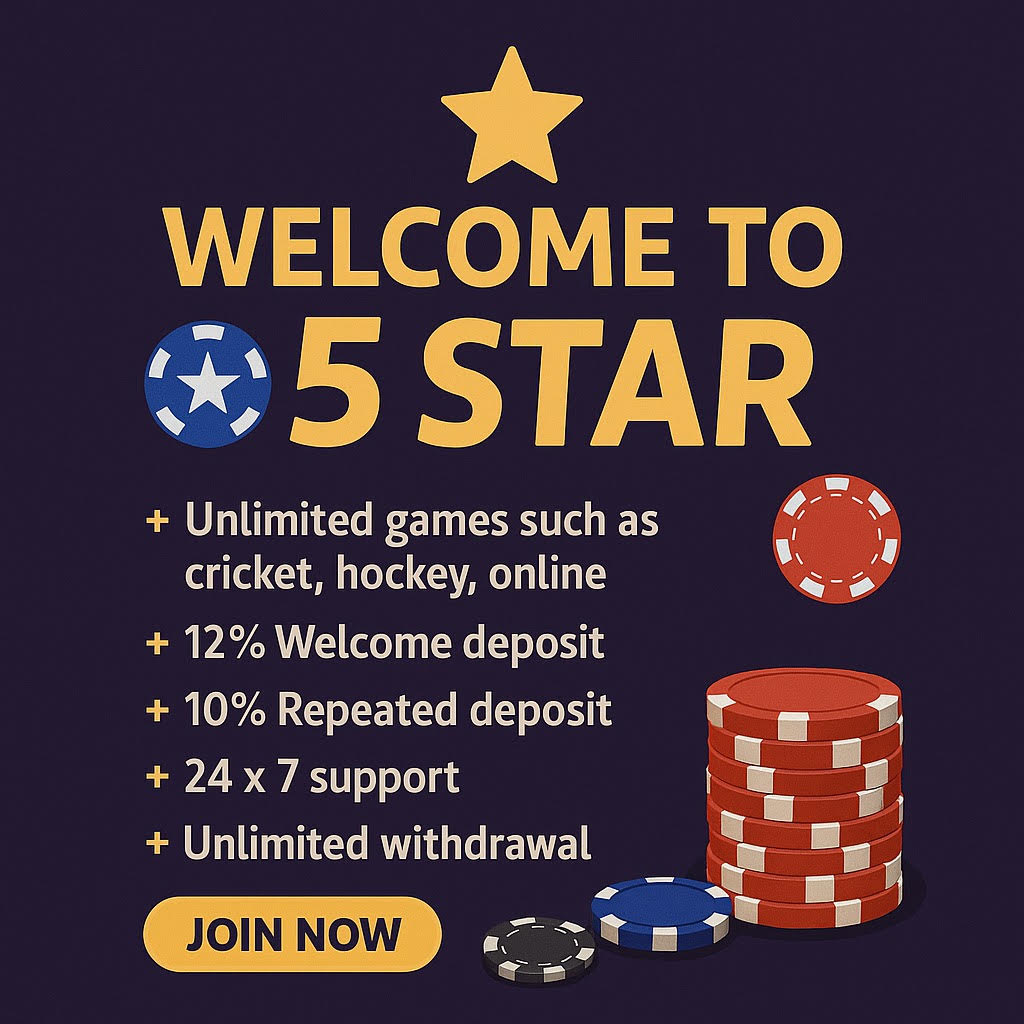 WELCOME TO
5 STAR
+ Unlimited games such as
cricket, hockey, online
+ 12% Welcome deposit
+ 10% Repeated deposit
+ 24 x 7 support
+ Unlimited withdrawal
JOIN NOW